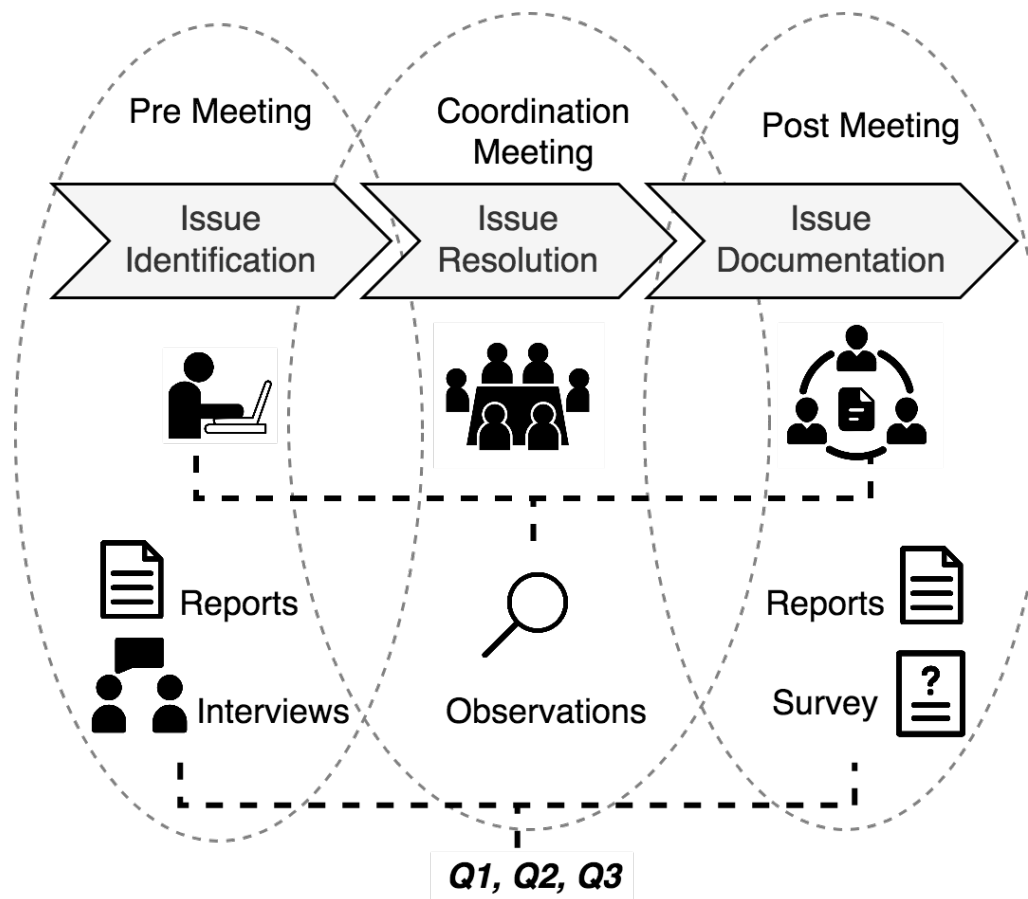 Pre Meeting
Coordination
Meeting
Post Meeting
Issue
Identification
Issue
Resolution
Issue
Documentation
Reports
Interviews
Observations
Reports
?
Survey
Q1, Q2, Q3